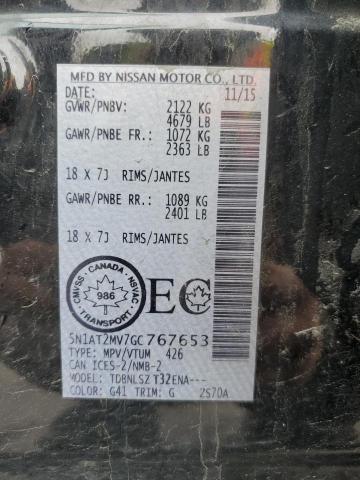 MFD BY NISSAN MOTOR CO., LTD.
DATE: 11/15
GVWR/PNBV: 2122 KG
4679 LB
GAWR/PNBE FR.: 1072 KG
2363 LB
18 X 7J RIMS/JANTES
GAWR/PNBE RR.: 1089 KG
2401 LB
18 X 7J RIMS/JANTES
CMVSS - CANADA - NSVAC
986
TRANSPORT
EC
5N1AT2MV7GC767653
TYPE: MPV/VTUM 426
CAN ICES-2/NMB-2
MODEL: TDBNLSZ T32ENA---
COLOR: G41 TRIM: G 2S70A